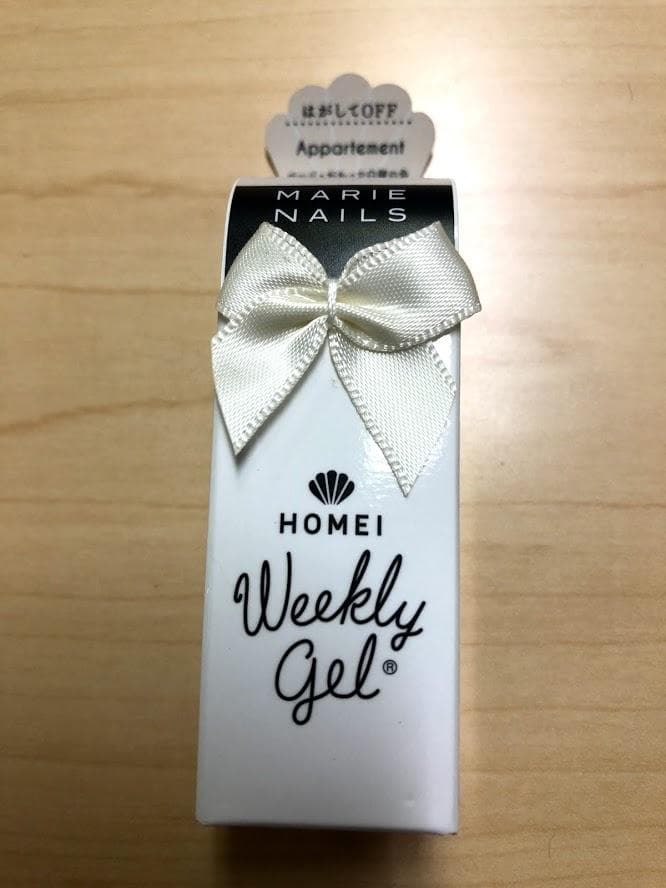 はがしてOFF
Appartement
MARIE
NAILS
HOMEI
Weekly
Gel®